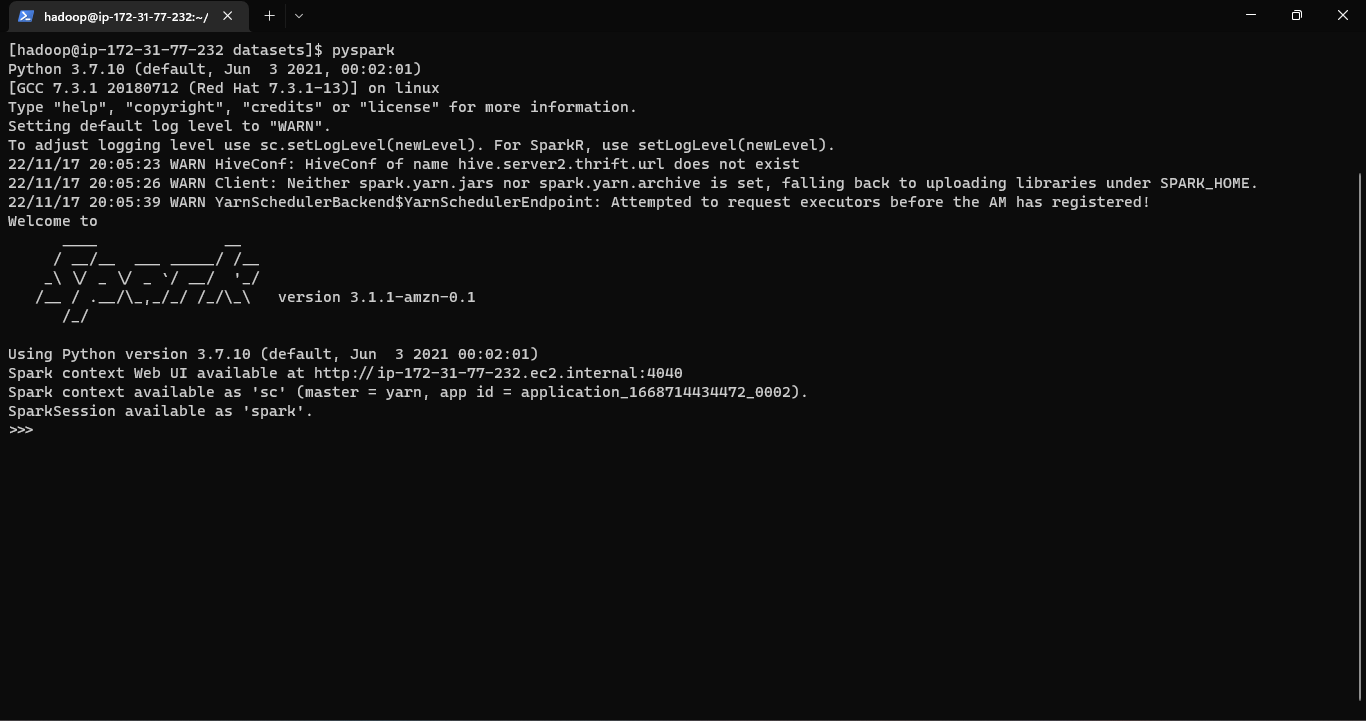 hadoop@ip-172-31-77-232:~/
[hadoop@ip-172-31-77-232 datasets]$ pyspark
Python 3.7.10 (default, Jun  3 2021, 00:02:01)
[GCC 7.3.1 20180712 (Red Hat 7.3.1-13)] on linux
Type "help", "copyright", "credits" or "license" for more information.
Setting default log level to "WARN".
To adjust logging level use sc.setLogLevel(newLevel). For SparkR, use setLogLevel(newLevel).
22/11/17 20:05:23 WARN HiveConf: HiveConf of name hive.server2.thrift.url does not exist
22/11/17 20:05:26 WARN Client: Neither spark.yarn.jars nor spark.yarn.archive is set, falling back to uploading libraries under SPARK_HOME.
22/11/17 20:05:39 WARN YarnSchedulerBackend$YarnSchedulerEndpoint: Attempted to request executors before the AM has registered!
Welcome to
      ____              __
     / __/__  ___ _____/ /__
    _\ \/ _ \/ _ `/ __/  '_/
   /__ / .__/\_,_/_/ /_/\_\   version 3.1.1-amzn-0.1
      /_/
Using Python version 3.7.10 (default, Jun  3 2021 00:02:01)
Spark context Web UI available at http://ip-172-31-77-232.ec2.internal:4040
Spark context available as 'sc' (master = yarn, app id = application_1668714434472_0002).
SparkSession available as 'spark'.
>>>